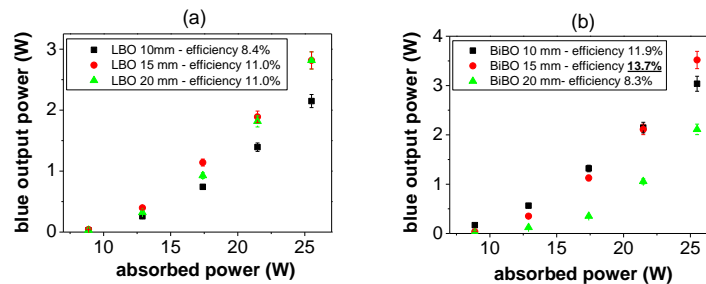 (a)
LBO 10mm - efficiency 8.4%
LBO 15 mm - efficiency 11.0%
LBO 20 mm - efficiency 11.0%
blue output power (W)
3
2
1
0
10
15
20
25
absorbed power (W)
(b)
BiBO 10 mm - efficiency 11.9%
BiBO 15 mm - efficiency 13.7%
BiBO 20 mm- efficiency 8.3%
blue output power (W)
4
3
2
1
0
10
15
20
25
absorbed power (W)